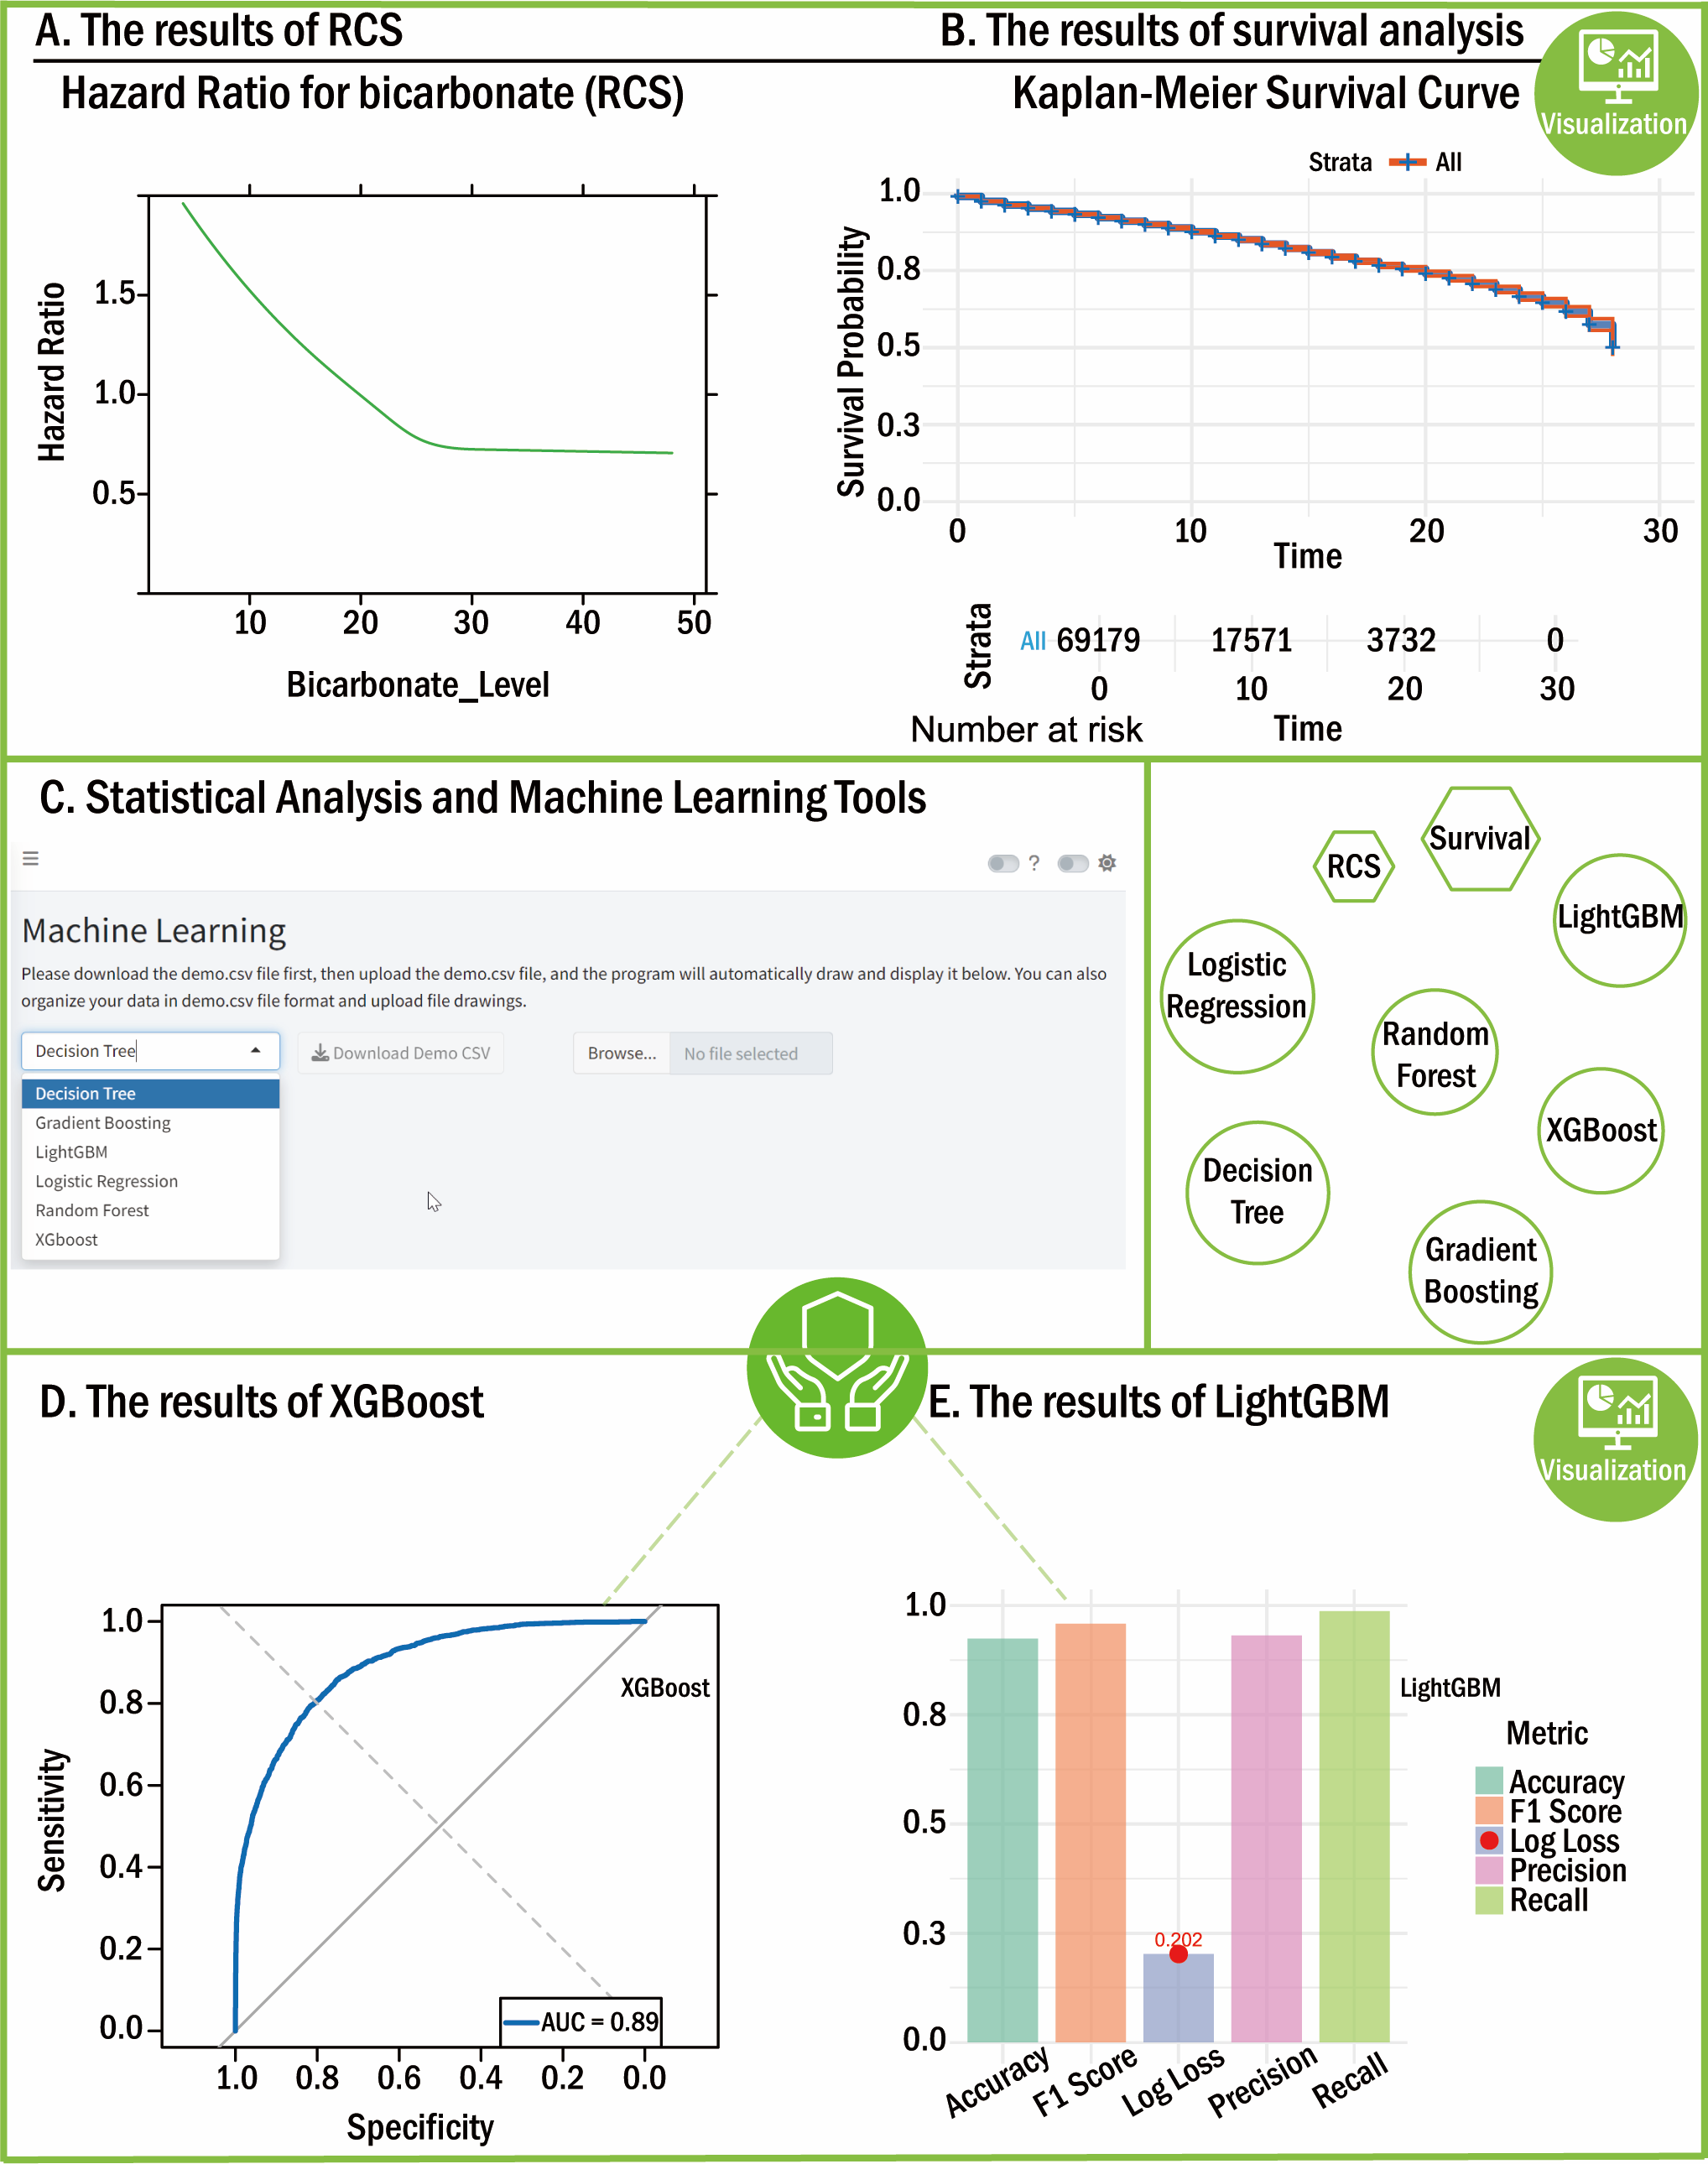 A. The results of RCS
B. The results of survival analysis
Visualization
Hazard Ratio for bicarbonate (RCS)
Hazard Ratio
1.5
1.0
0.5
10 20 30 40 50
Bicarbonate_Level
Kaplan-Meier Survival Curve
Strata All
Survival Probability
1.0
0.8
0.5
0.3
0.0
0 10 20 30
Time
Strata
All 69179 17571 3732 0
0 10 20 30
Number at risk Time
C. Statistical Analysis and Machine Learning Tools
?
Machine Learning
Please download the demo.csv file first, then upload the demo.csv file, and the program will automatically draw and display it below. You can also
organize your data in demo.csv file format and upload file drawings.
Decision Tree
Download Demo CSV
Browse... No file selected
Decision Tree
Gradient Boosting
LightGBM
Logistic Regression
Random Forest
XGboost
RCS
Survival
LightGBM
Logistic
Regression
Random
Forest
XGBoost
Decision
Tree
Gradient
Boosting
D. The results of XGBoost
Sensitivity
1.0
0.8
0.6
0.4
0.2
0.0
XGBoost
AUC = 0.89
1.0 0.8 0.6 0.4 0.2 0.0
Specificity
E. The results of LightGBM
Visualization
1.0
0.8
0.5
0.3
0.0
0.202
Accuracy
F1 Score
Log Loss
Precision
Recall
LightGBM
Metric
Accuracy
F1 Score
Log Loss
Precision
Recall